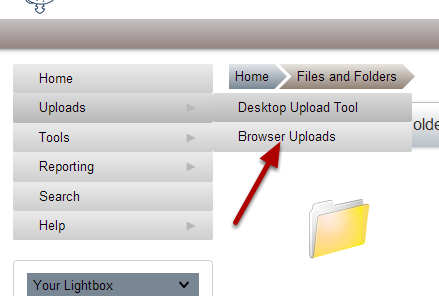 Home
Uploads
Tools
Reporting
Search
Help
Your Lightbox
Home Files and Folders
Desktop Upload Tool
Browser Uploads
olde